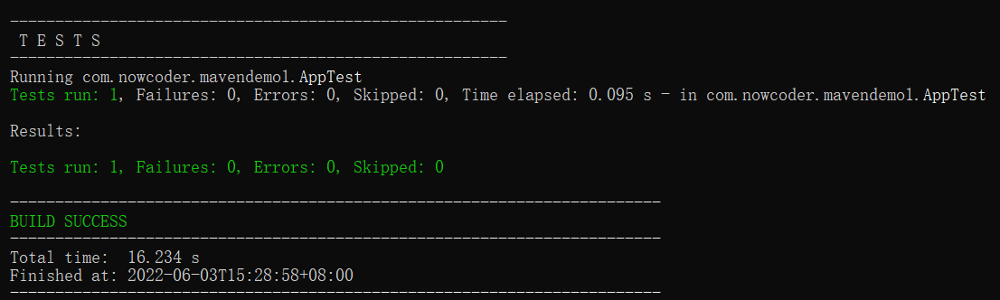 -------------------------------------------------------
 T E S T S
-------------------------------------------------------
Running com.nowcoder.mavendemo1.AppTest
Tests run: 1, Failures: 0, Errors: 0, Skipped: 0, Time elapsed: 0.095 s - in com.nowcoder.mavendemo1.AppTest

Results:

Tests run: 1, Failures: 0, Errors: 0, Skipped: 0

------------------------------------------------------------------------
BUILD SUCCESS
------------------------------------------------------------------------
Total time:  16.234 s
Finished at: 2022-06-03T15:28:58+08:00
------------------------------------------------------------------------